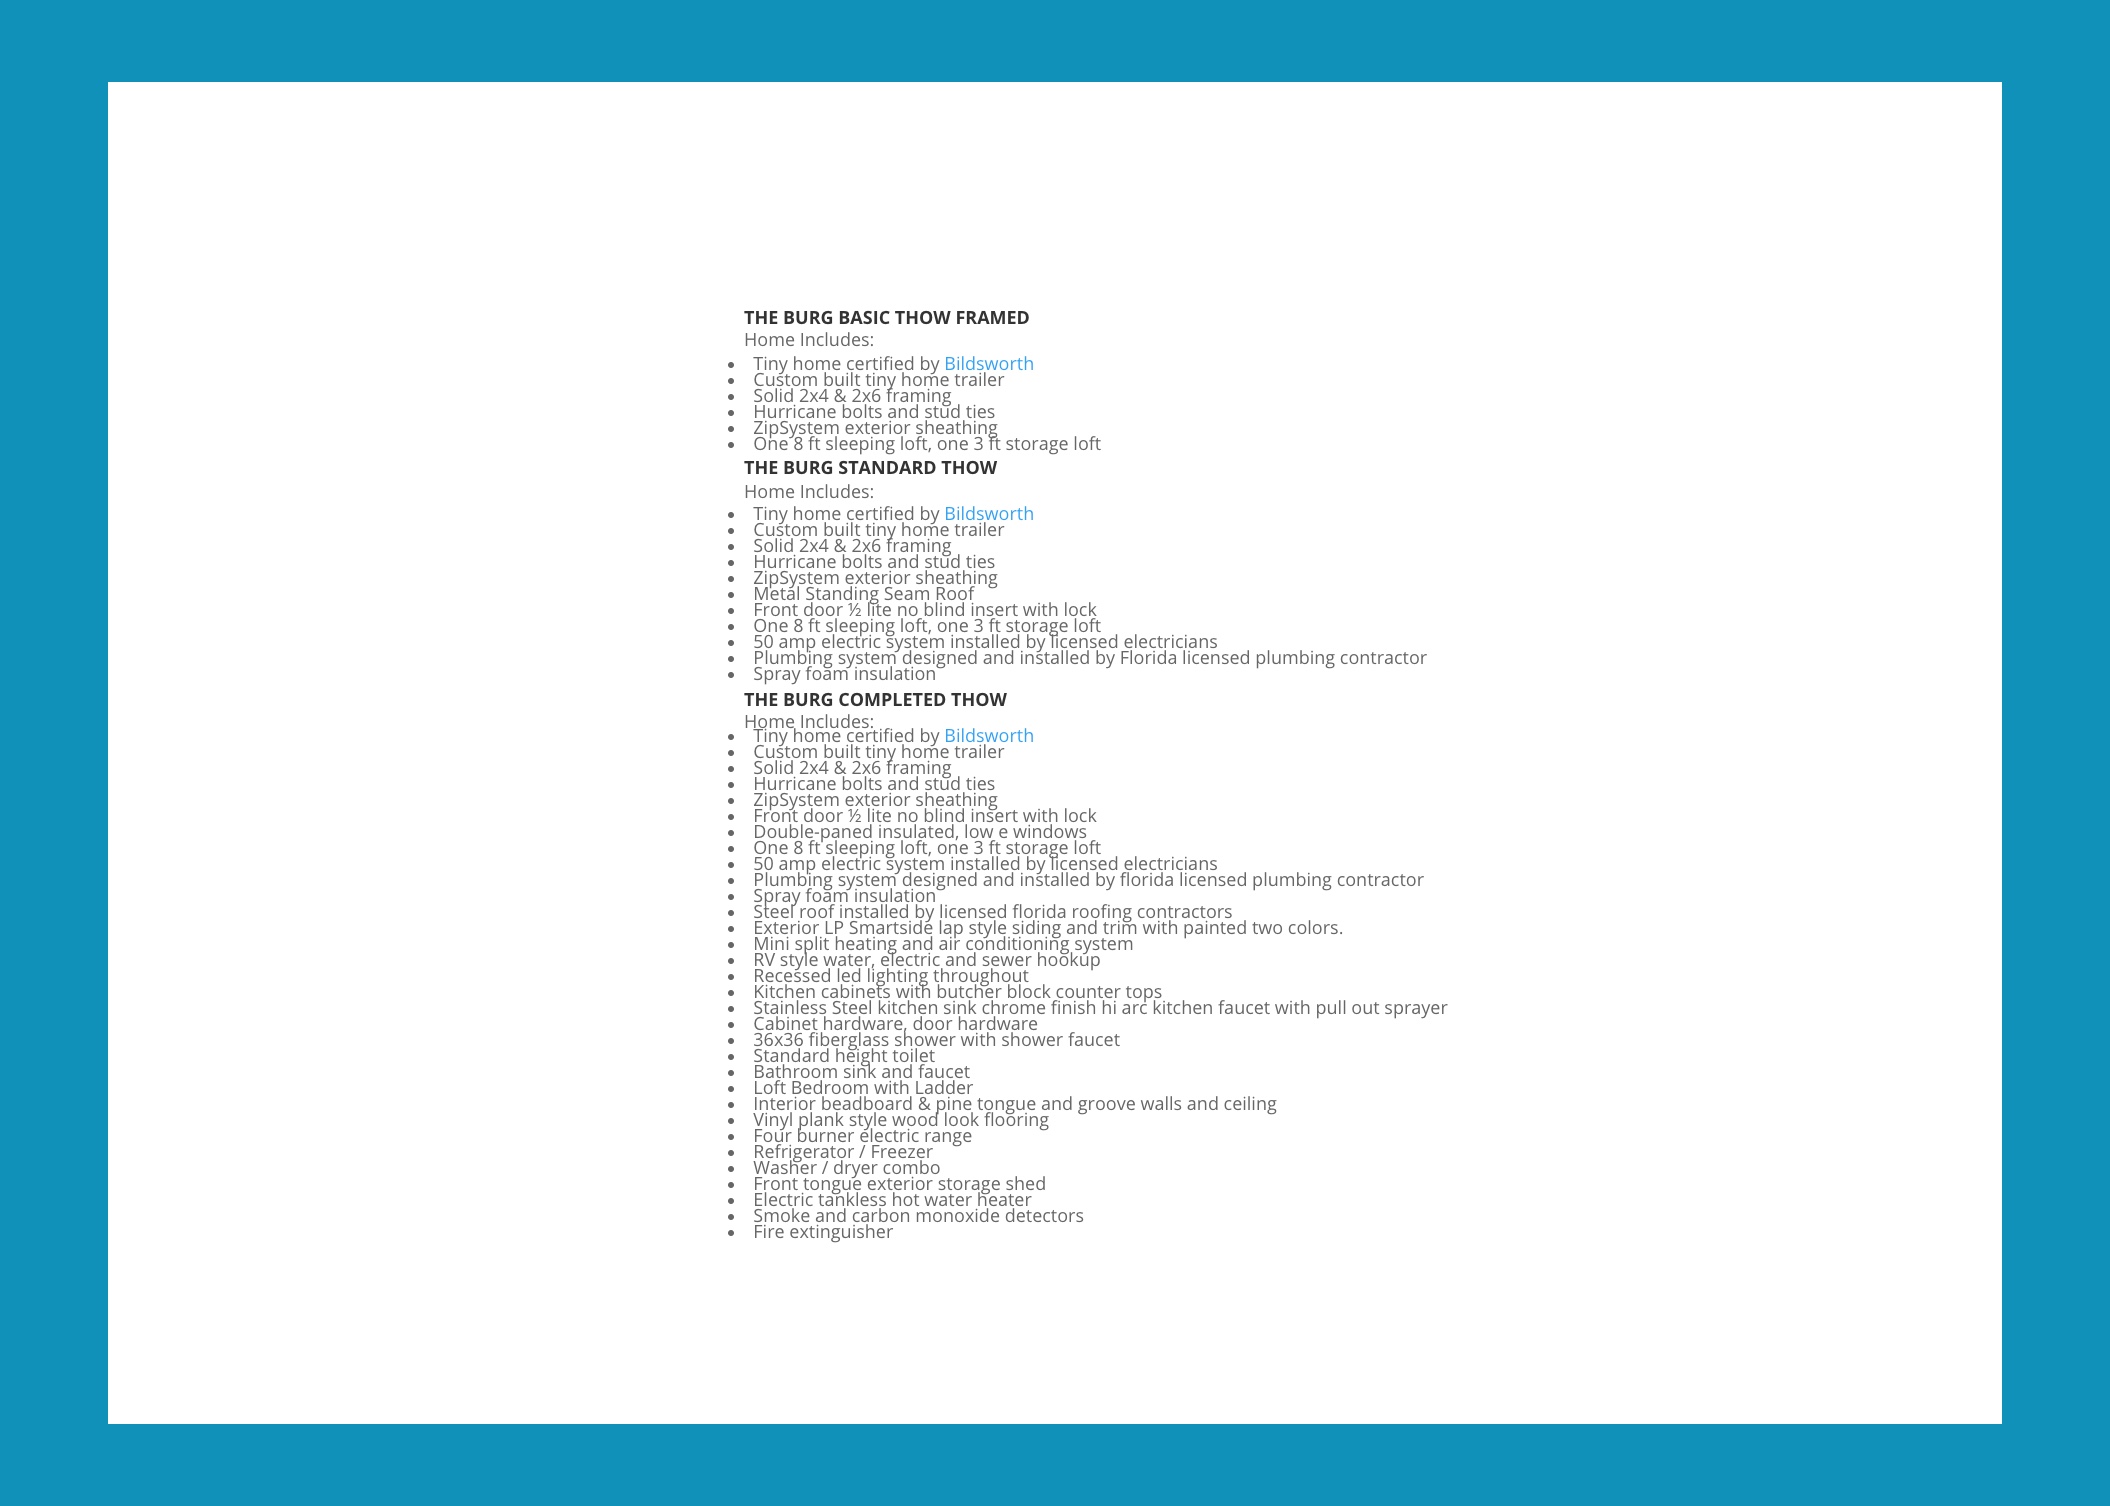 THE BURG BASIC THOW FRAMED
Home Includes:
• Tiny home certified by Bildsworth
• Custom built tiny home trailer
• Solid 2x4 & 2x6 framing
• Hurricane bolts and stud ties
• ZipSystem exterior sheathing
• One 8 ft sleeping loft, one 3 ft storage loft
THE BURG STANDARD THOW
Home Includes:
• Tiny home certified by Bildsworth
• Custom built tiny home trailer
• Solid 2x4 & 2x6 framing
• Hurricane bolts and stud ties
• ZipSystem exterior sheathing
• Metal Standing Seam Roof
• Front door ½ lite no blind insert with lock
• One 8 ft sleeping loft, one 3 ft storage loft
• 50 amp electric system installed by licensed electricians
• Plumbing system designed and installed by Florida licensed plumbing contractor
• Spray foam insulation
THE BURG COMPLETED THOW
Home Includes:
• Tiny home certified by Bildsworth
• Custom built tiny home trailer
• Solid 2x4 & 2x6 framing
• Hurricane bolts and stud ties
• ZipSystem exterior sheathing
• Front door ½ lite no blind insert with lock
• Double-paned insulated, low e windows
• One 8 ft sleeping loft, one 3 ft storage loft
• 50 amp electric system installed by licensed electricians
• Plumbing system designed and installed by florida licensed plumbing contractor
• Spray foam insulation
• Steel roof installed by licensed florida roofing contractors
• Exterior LP Smartside lap style siding and trim with painted two colors.
• Mini split heating and air conditioning system
• RV style water, electric and sewer hookup
• Recessed led lighting throughout
• Kitchen cabinets with butcher block counter tops
• Stainless Steel kitchen sink chrome finish hi arc kitchen faucet with pull out sprayer
• Cabinet hardware, door hardware
• 36x36 fiberglass shower with shower faucet
• Standard height toilet
• Bathroom sink and faucet
• Loft Bedroom with Ladder
• Interior beadboard & pine tongue and groove walls and ceiling
• Vinyl plank style wood look flooring
• Four burner electric range
• Refrigerator / Freezer
• Washer / dryer combo
• Front tongue exterior storage shed
• Electric tankless hot water heater
• Smoke and carbon monoxide detectors
• Fire extinguisher